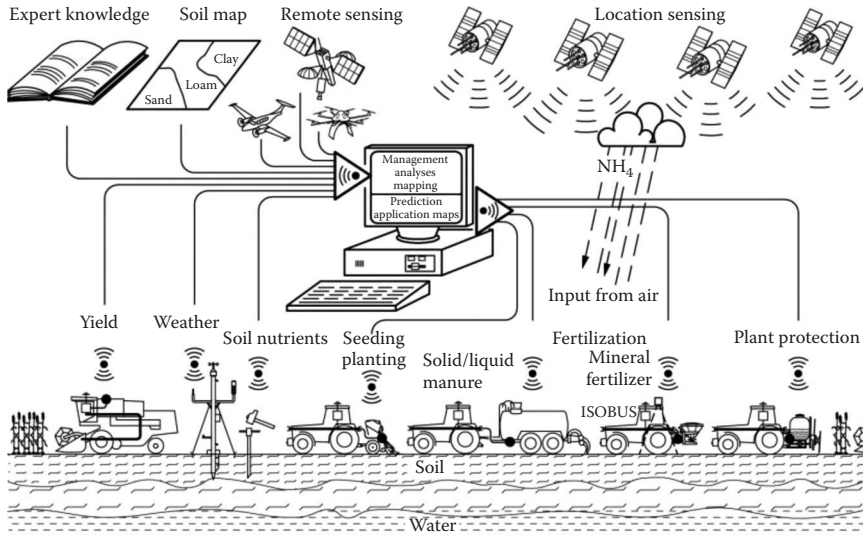 Expert knowledge
Soil map
Remote sensing
Location sensing
Clay
Loam
Sand
Management
analyses
mapping
Prediction
application maps
NH4
Input from air
Yield
Weather
Soil nutrients
Seeding
planting
Solid/liquid
manure
Fertilization
Mineral
fertilizer
ISOBUS
Plant protection
Soil
Water